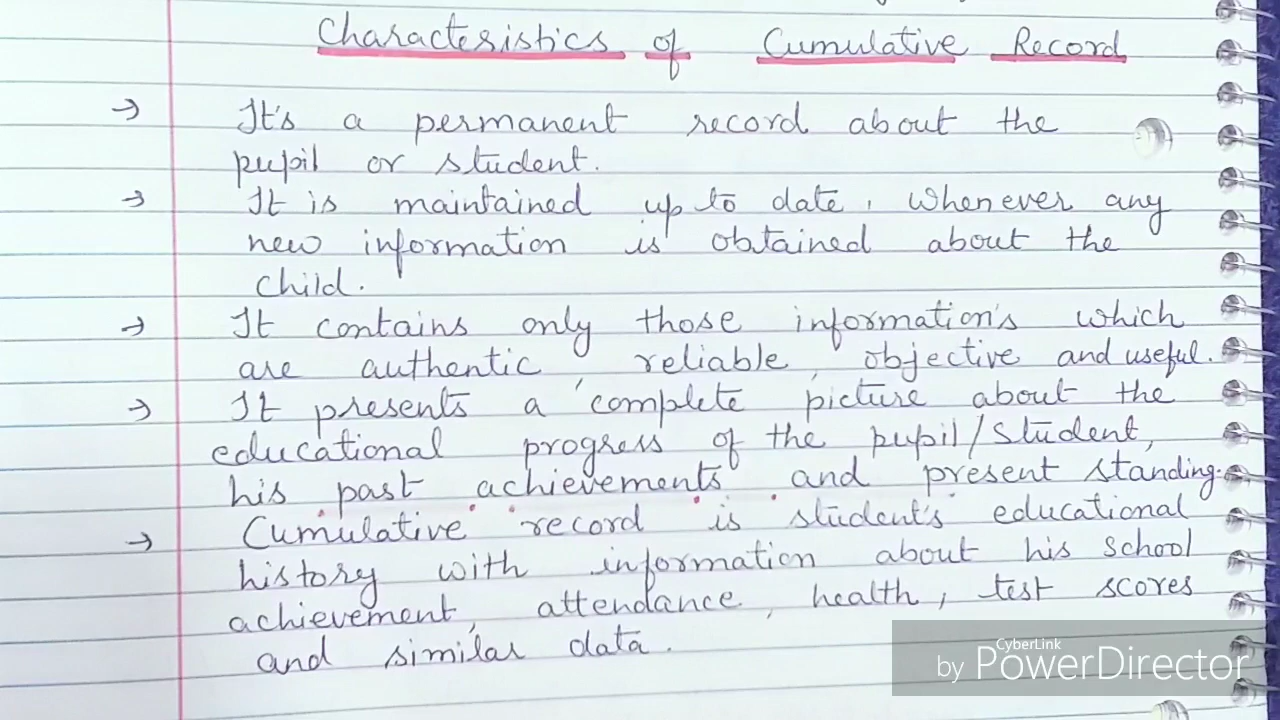 Characteristics of Cumulative Record
→ It's a permanent record about the
pupil or student.
→ It is maintained up to date, whenever any
new information is obtained about the
child.
→ It contains only those information's which
are authentic, reliable, objective and useful.
→ It presents a complete picture about the
educational progress of the pupil/student,
his past achievements and present standing.
→ Cumulative record is student's educational
history with information about his school
achievement, attendance, health, test scores
and similar data.
CyberLink
by PowerDirector